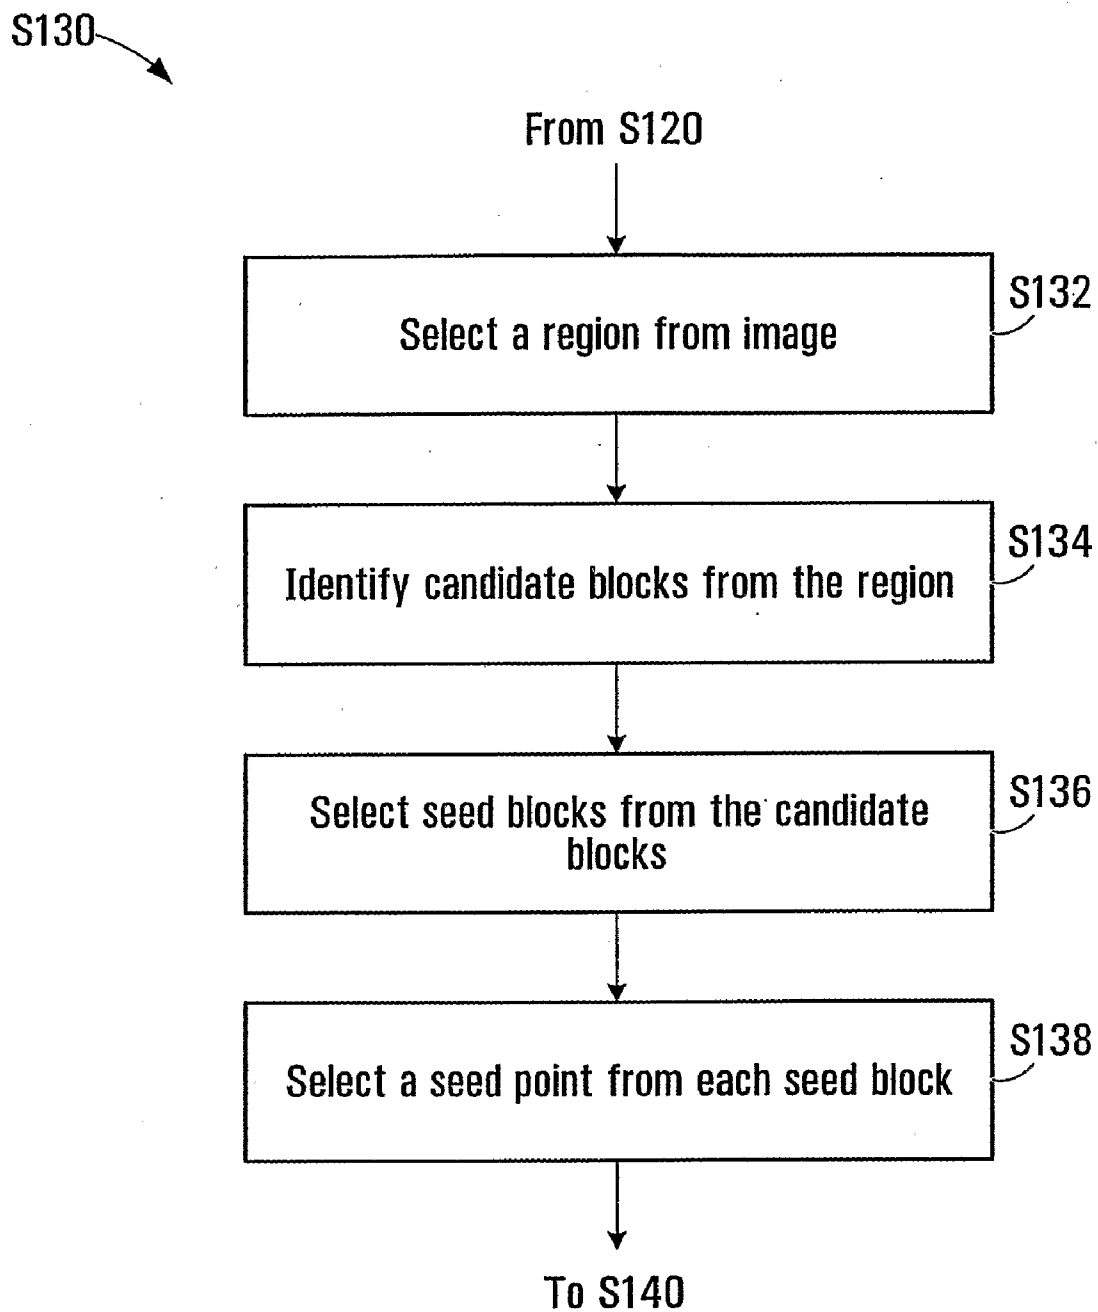 S130
From S120
S132
Select a region from image
S134
Identify candidate blocks from the region
S136
Select seed blocks from the candidate
blocks
S138
Select a seed point from each seed block
To S140